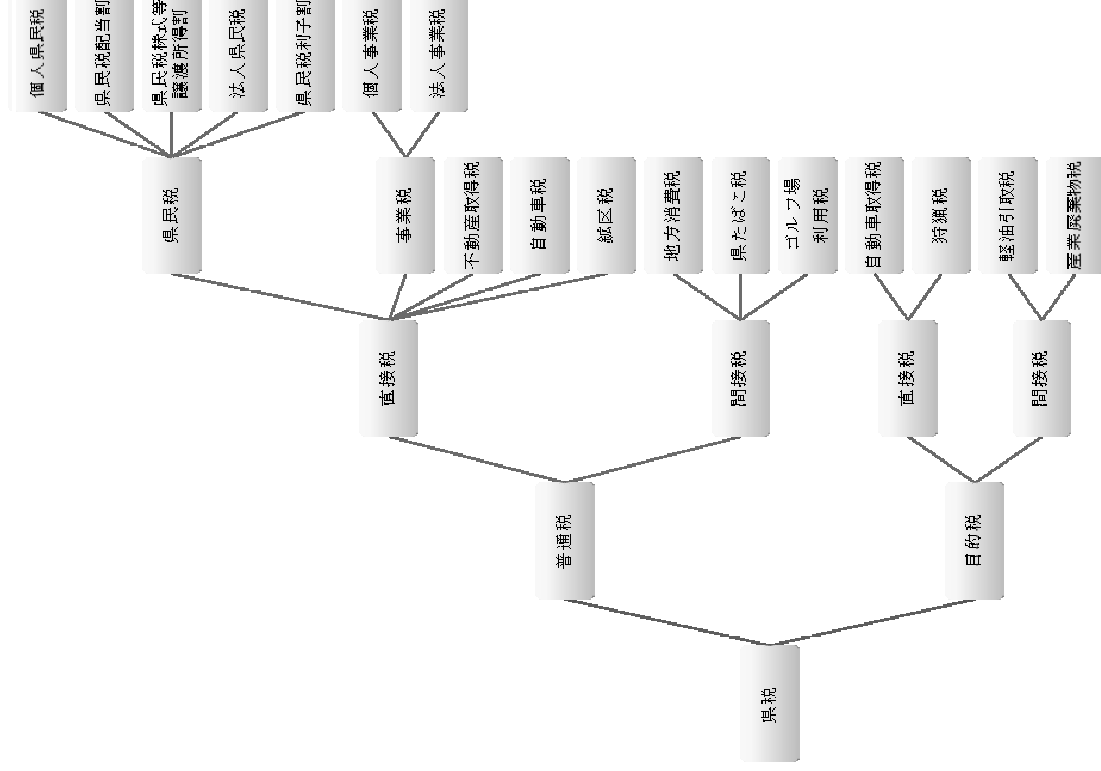 県税
普通税
目的税
直接税
間接税
直接税
間接税
県民税
事業税
不動産取得税
自動車税
鉱区税
地方消費税
県たばこ税
ゴルフ場
利用税
自動車取得税
狩猟税
軽油引取税
産業廃棄物税
個人県民税
県民税配当割
県民税株式等
譲渡所得割
法人県民税
県民税利子割
個人事業税
法人事業税